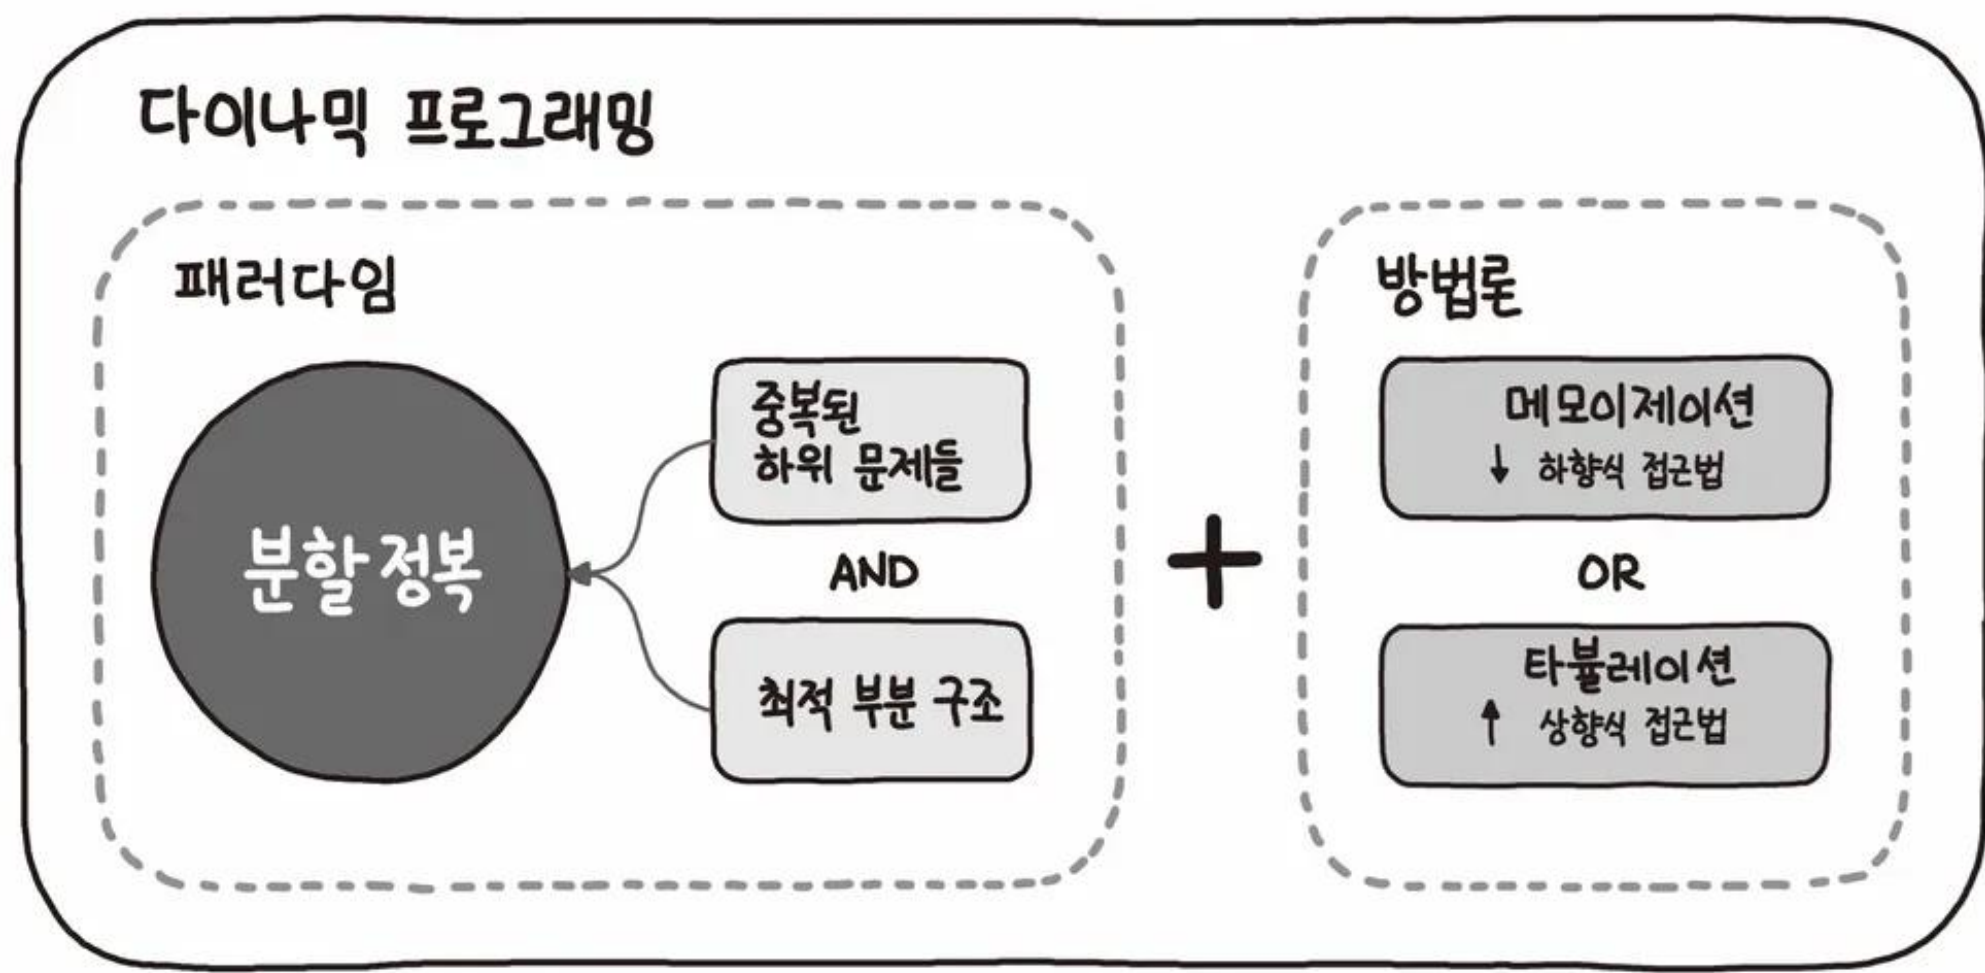 다이나믹 프로그래밍
패러다임
분할 정복
중복된
하위 문제들
AND
최적 부분 구조
+
방법론
메모이제이션
↓ 하향식 접근법
OR
타뷸레이션
↑ 상향식 접근법